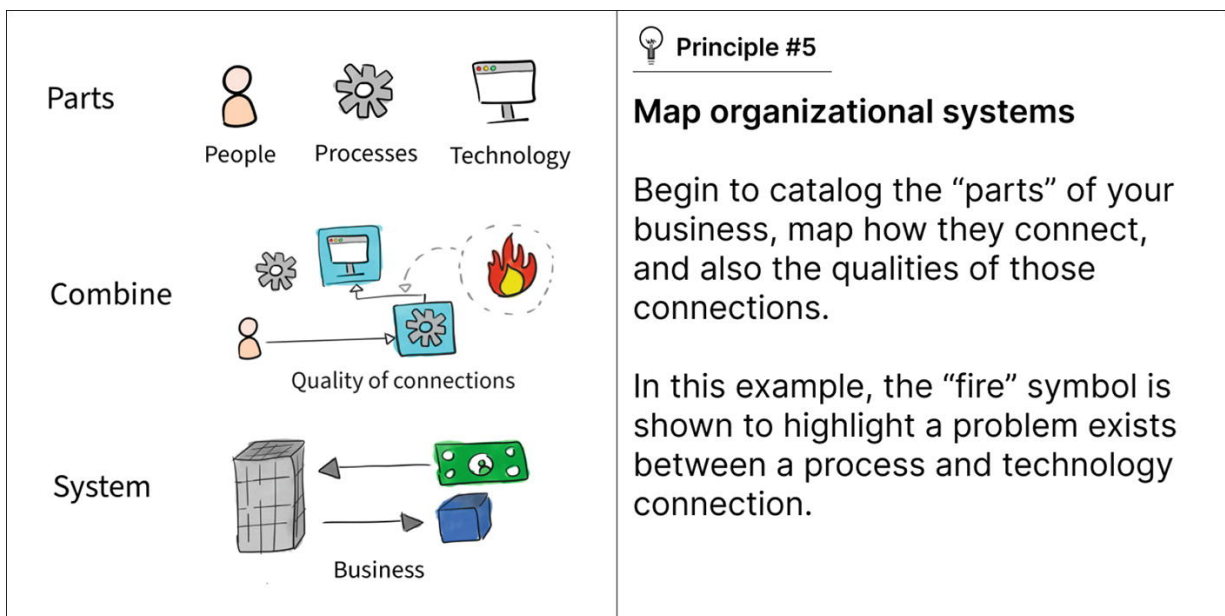 Parts
People
Processes
Technology
Combine
Quality of connections
System
Business
Principle #5
Map organizational systems
Begin to catalog the “parts” of your
business, map how they connect,
and also the qualities of those
connections.
In this example, the “fire” symbol is
shown to highlight a problem exists
between a process and technology
connection.